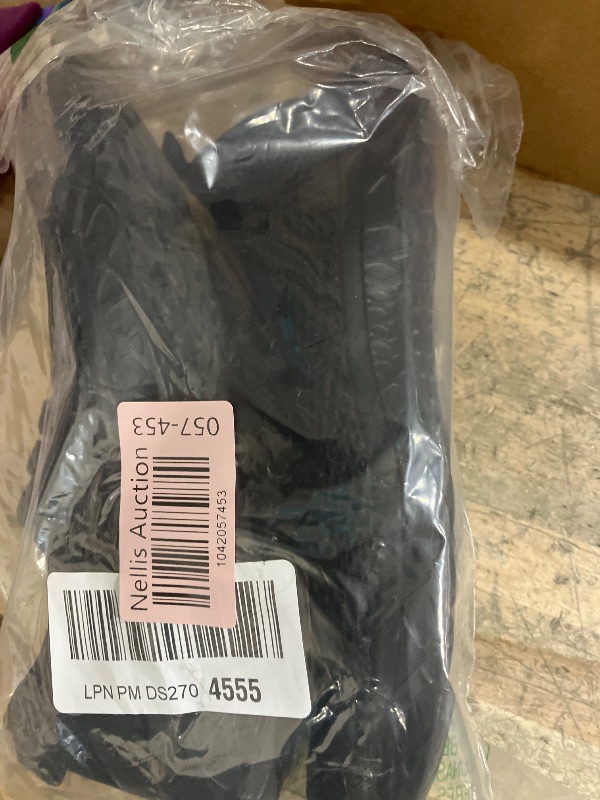 057-453
Nellis Auction
1042057453
LPN PM DS270 4555